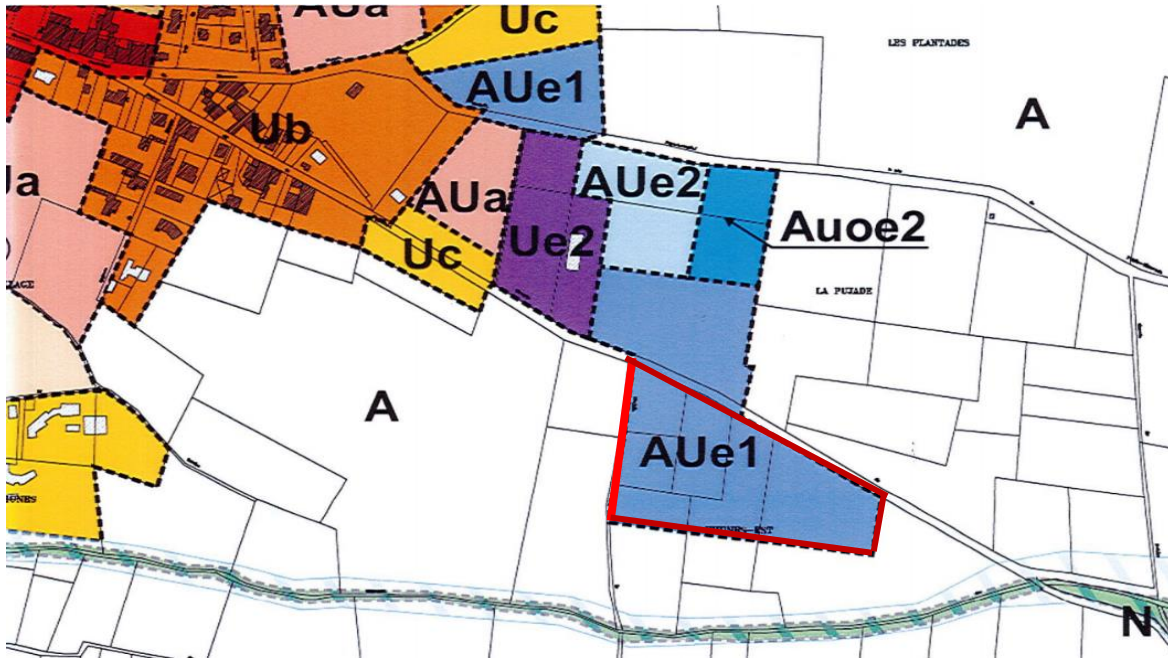 AUa
Uc
LES PLANTADES
AUe1
A
Ub
Ua
AUa
AUe2
Auoe2
Ue2
Uc
LA PUJADE
A
AUe1
N